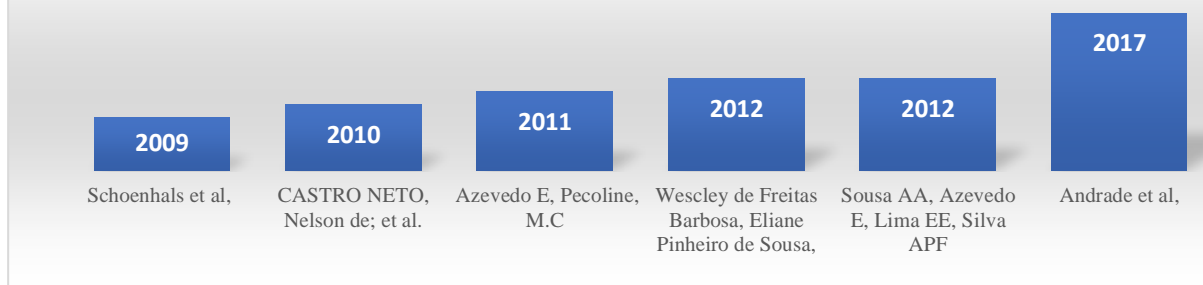 2009
2010
2011
2012
2012
2017
Schoenhals et al,
CASTRO NETO,
Nelson de; et al.
Azevedo E, Pecoline,
M.C
Wescley de Freitas
Barbosa, Eliane
Pinheiro de Sousa,
Sousa AA, Azevedo
E, Lima EE, Silva
APF
Andrade et al,